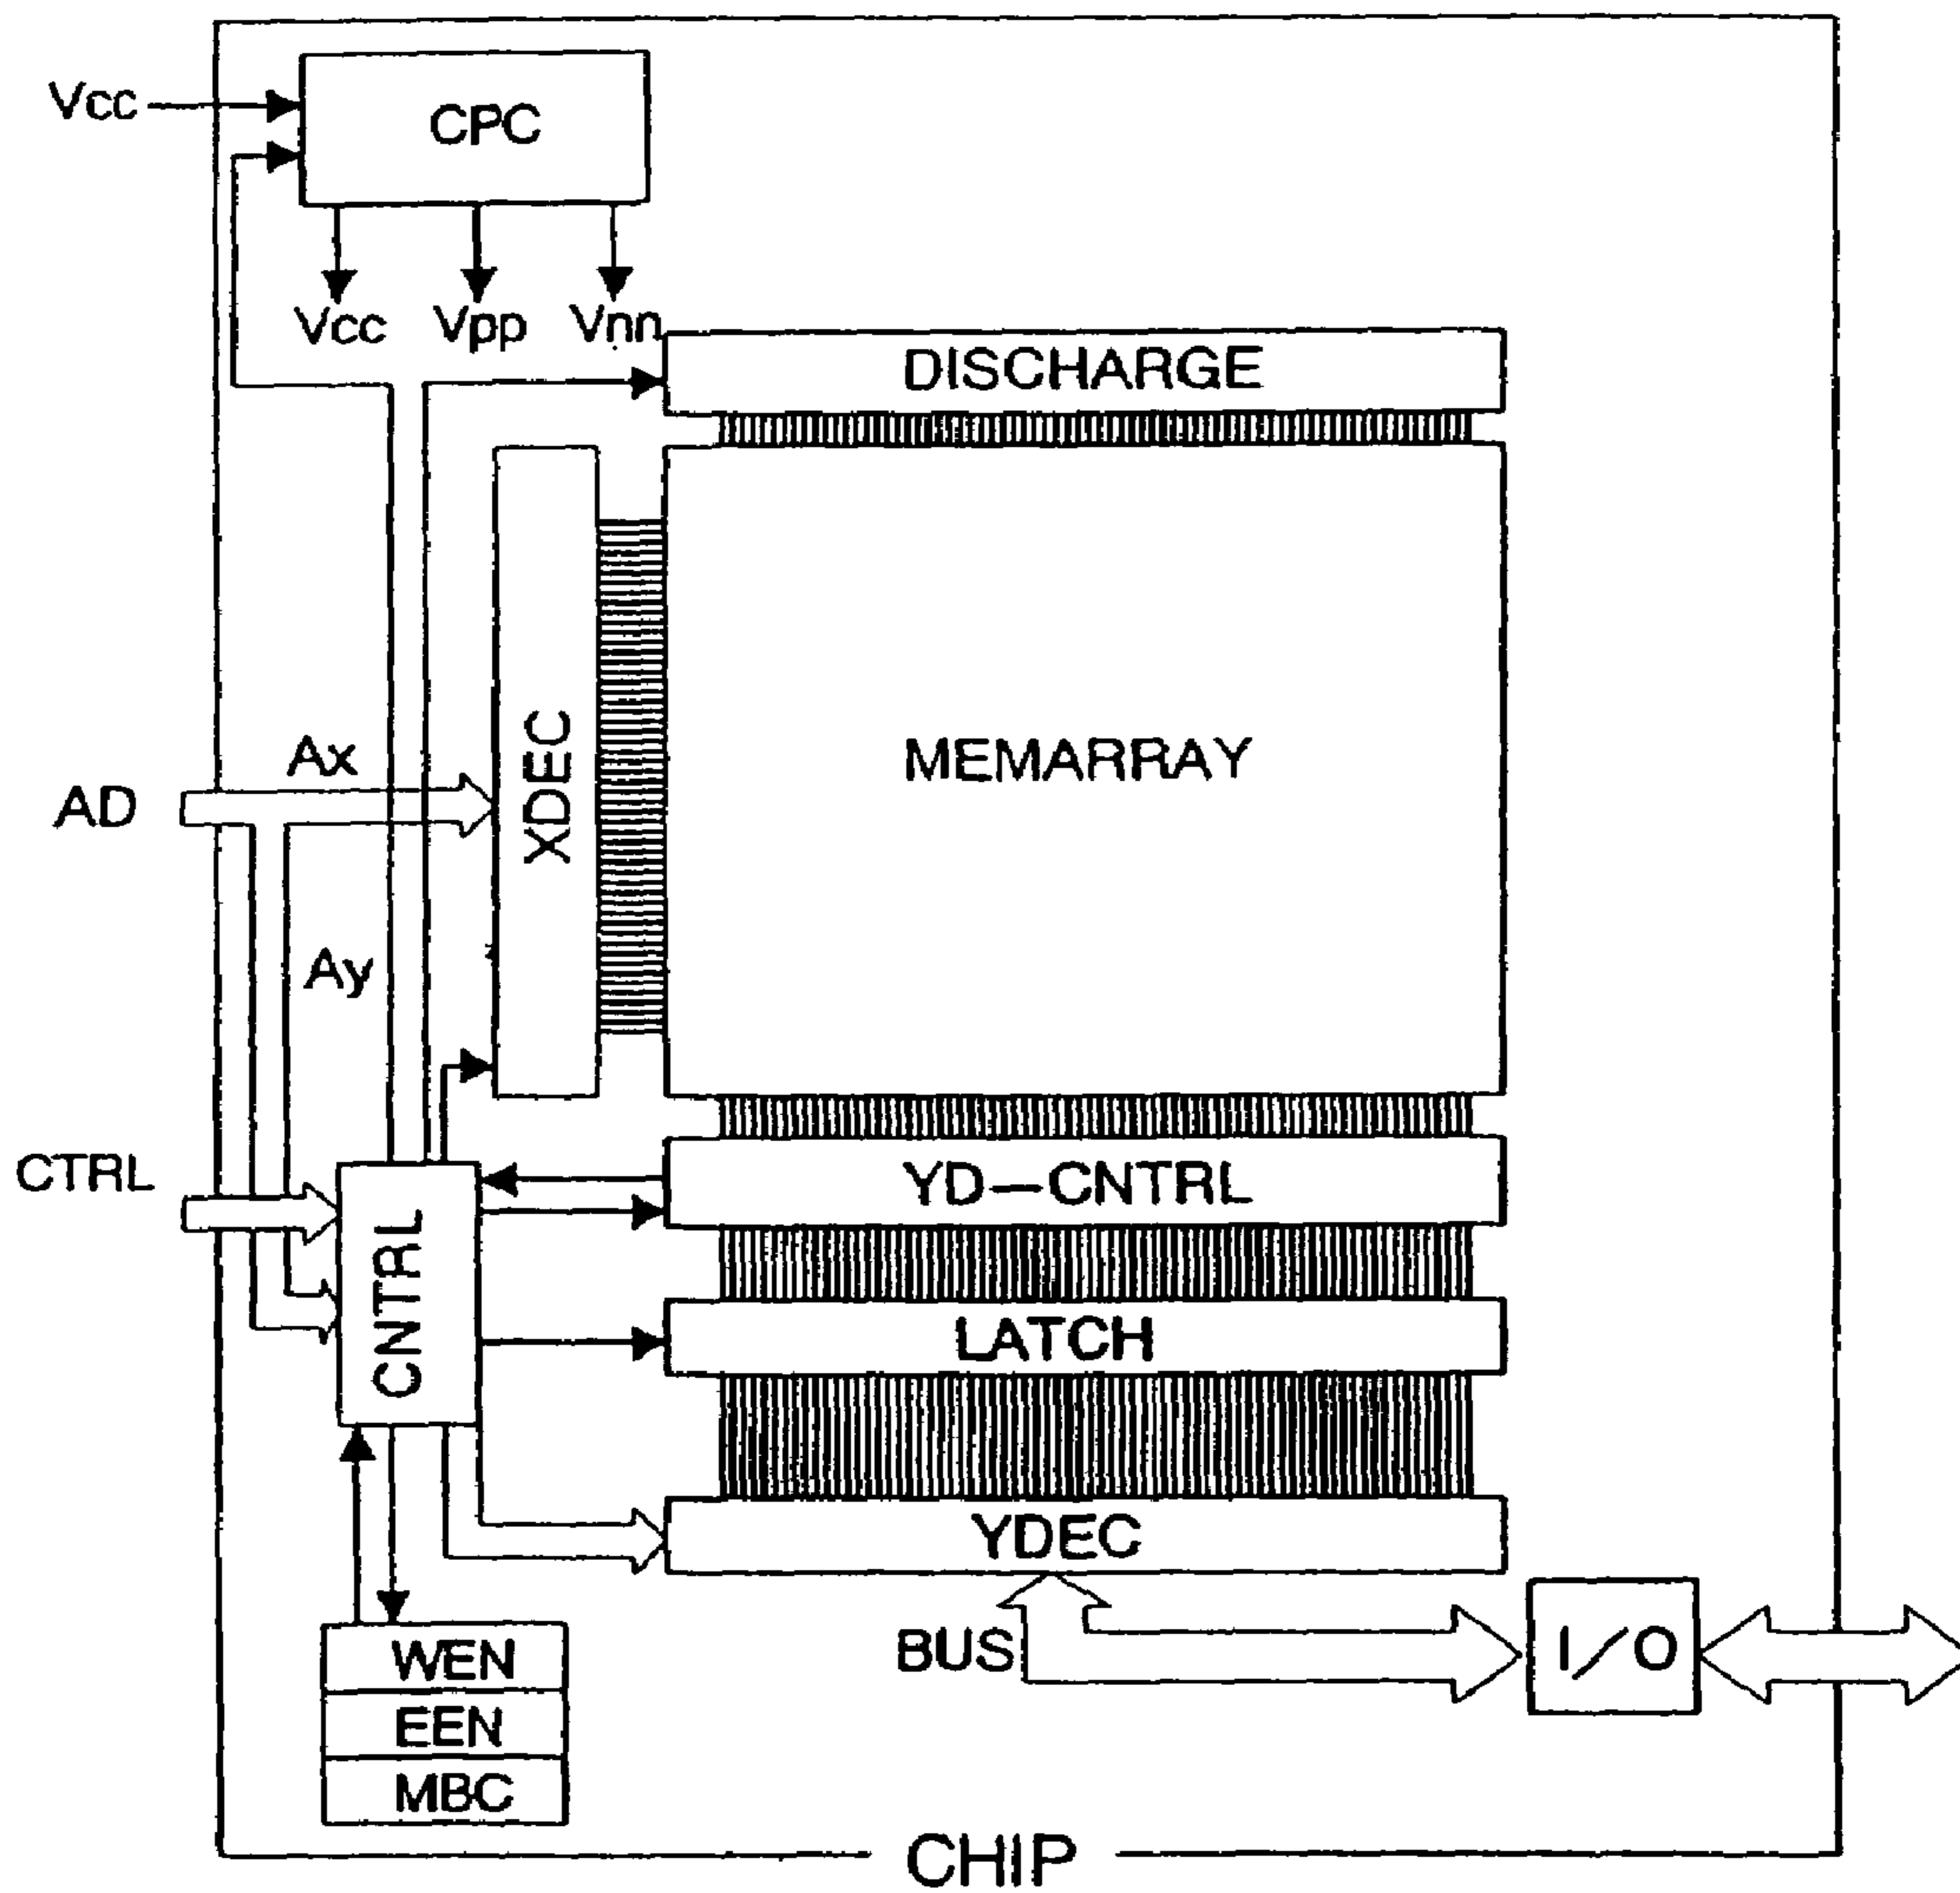 Vcc
CPC
Vcc Vpp Vnn
DISCHARGE
Ax
AD
XDEC
MEMARRAY
Ay
CTRL
YD-CNTRL
CNTRL
LATCH
YDEC
WEN
BUS
I/O
EEN
MBC
CHIP